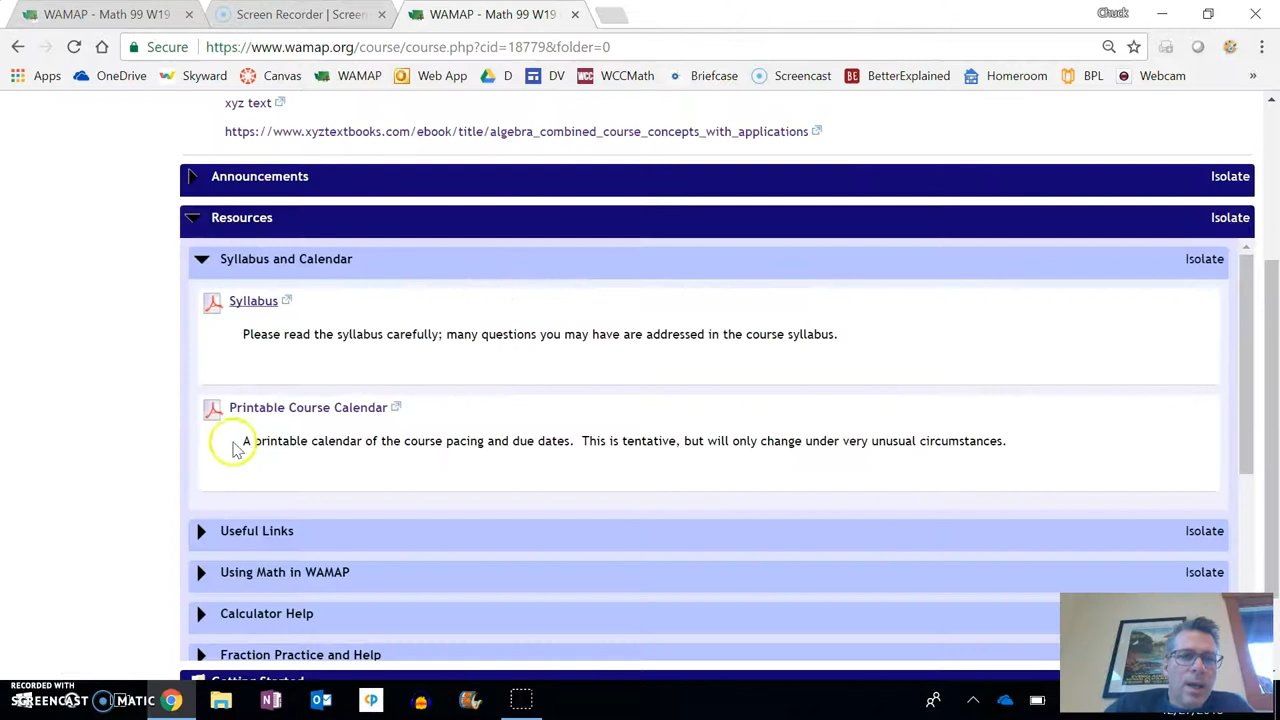 WAMAP - Math 99 W19
Screen Recorder | Screen
WAMAP - Math 99 W19
Chuck
Secure
https://www.wamap.org/course/course.php?cid=18779&folder=0
Apps
OneDrive
Skyward
Canvas
WAMAP
Web App
D
DV
WCCMath
Briefcase
Screencast
BetterExplained
Homeroom
BPL
Webcam
xyz text
https://www.xyztextbooks.com/ebook/title/algebra_combined_course_concepts_with_applications
Announcements
Isolate
Resources
Isolate
Syllabus and Calendar
Isolate
Syllabus
Please read the syllabus carefully; many questions you may have are addressed in the course syllabus.
Printable Course Calendar
A printable calendar of the course pacing and due dates. This is tentative, but will only change under very unusual circumstances.
Useful Links
Isolate
Using Math in WAMAP
Isolate
Calculator Help
Fraction Practice and Help
Getting Started
RECORDED WITH
SCREENCAST MATIC